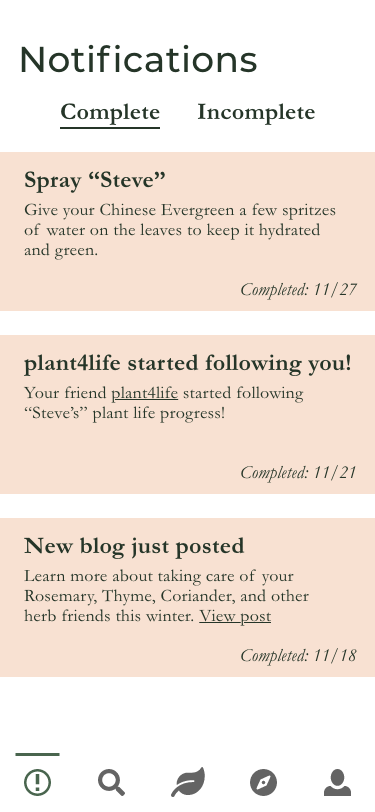 Notifications
Complete Incomplete
Spray “Steve”
Give your Chinese Evergreen a few spritzes
of water on the leaves to keep it hydrated
and green.
Completed: 11/27
plant4life started following you!
Your friend plant4life started following
“Steve’s” plant life progress!
Completed: 11/21
New blog just posted
Learn more about taking care of your
Rosemary, Thyme, Coriander, and other
herb friends this winter. View post
Completed: 11/18